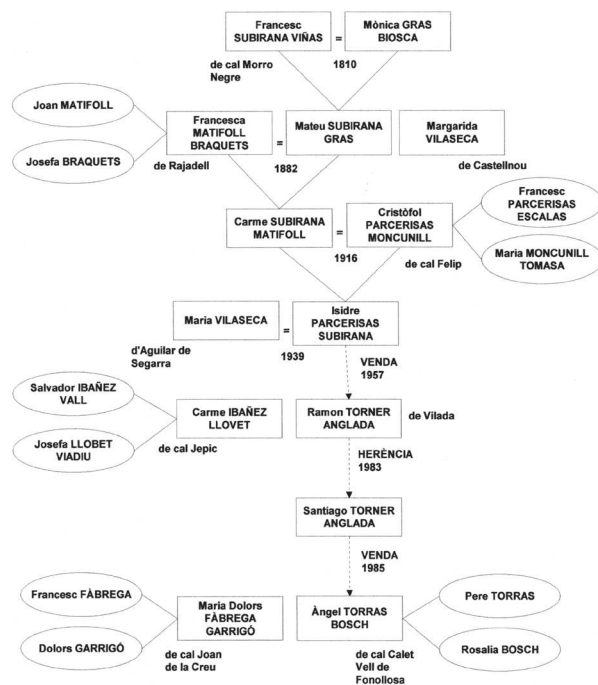 Francesc
SUBIRANA VIÑAS
=
Mònica GRAS
BIOSCA
de cal Morro
Negre
1810
Joan MATIFOLL
Josefa BRAQUETS
Francesca
MATIFOLL
BRAQUETS
=
Mateu SUBIRANA
GRAS
Margarida
VILASECA
de Rajadell
1882
de Castellnou
Carme SUBIRANA
MATIFOLL
=
Cristòfol
PARCERISAS
MONCUNILL
Francesc
PARCERISAS
ESCALAS
Maria MONCUNILL
TOMASA
1916
de cal Felip
Maria VILASECA
=
Isidre
PARCERISAS
SUBIRANA
d'Aguilar de
Segarra
1939
VENDA
1957
Salvador IBAÑEZ
VALL
Josefa LLOBET
VIADIU
Carme IBAÑEZ
LLOVET
de cal Jepic
Ramon TORNER
ANGLADA
de Vilada
HERÈNCIA
1983
Santiago TORNER
ANGLADA
VENDA
1985
Francesc FÀBREGA
Dolors GARRIGÓ
Maria Dolors
FÀBREGA
GARRIGÓ
de cal Joan
de la Creu
Àngel TORRAS
BOSCH
de cal Calet
Vell de
Fonollosa
Pere TORRAS
Rosalia BOSCH